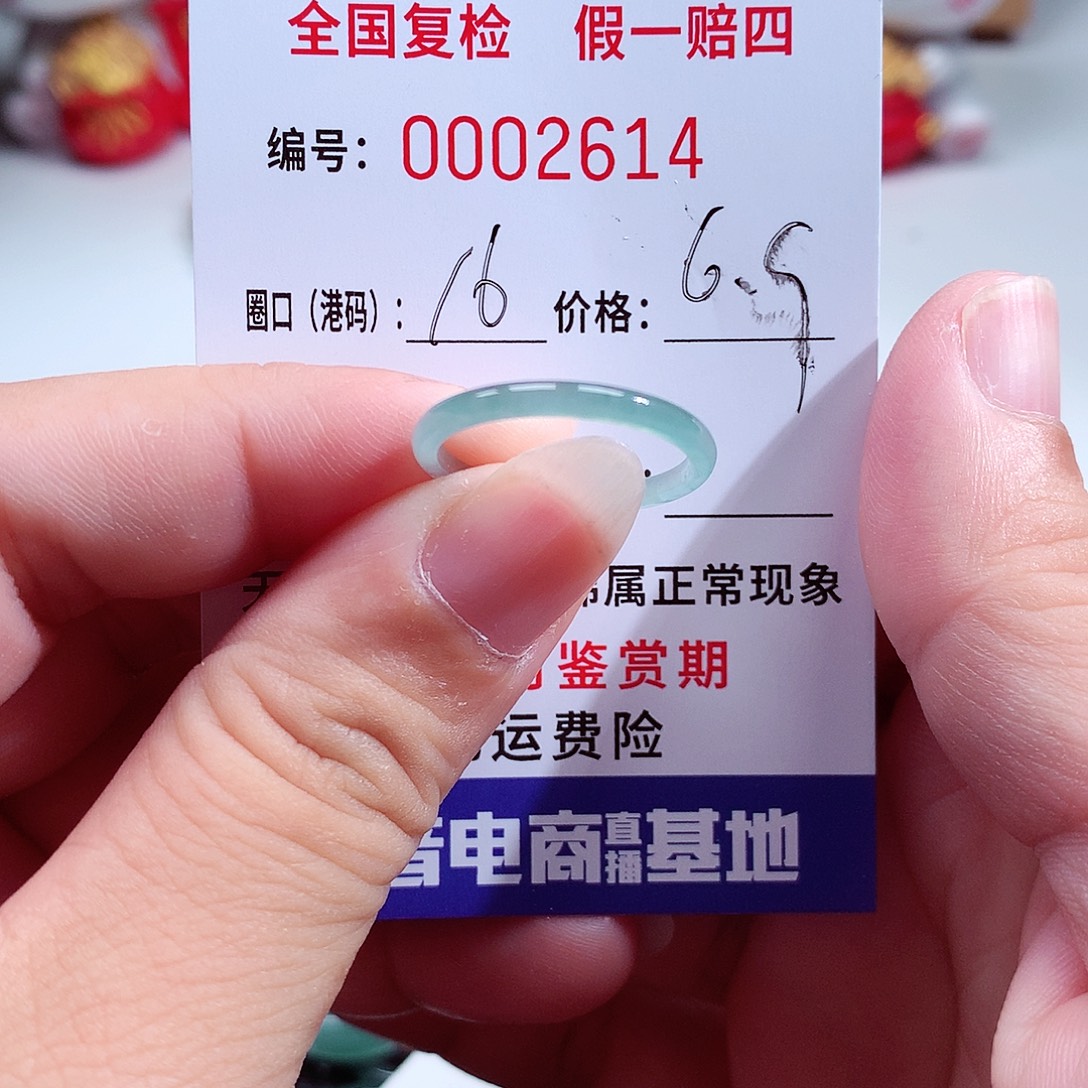 全国复检 假一赔四
编号：0002614
圈口（港码）：16 价格：6.9
属正常现象
鉴赏期
运费险
电商直播基地